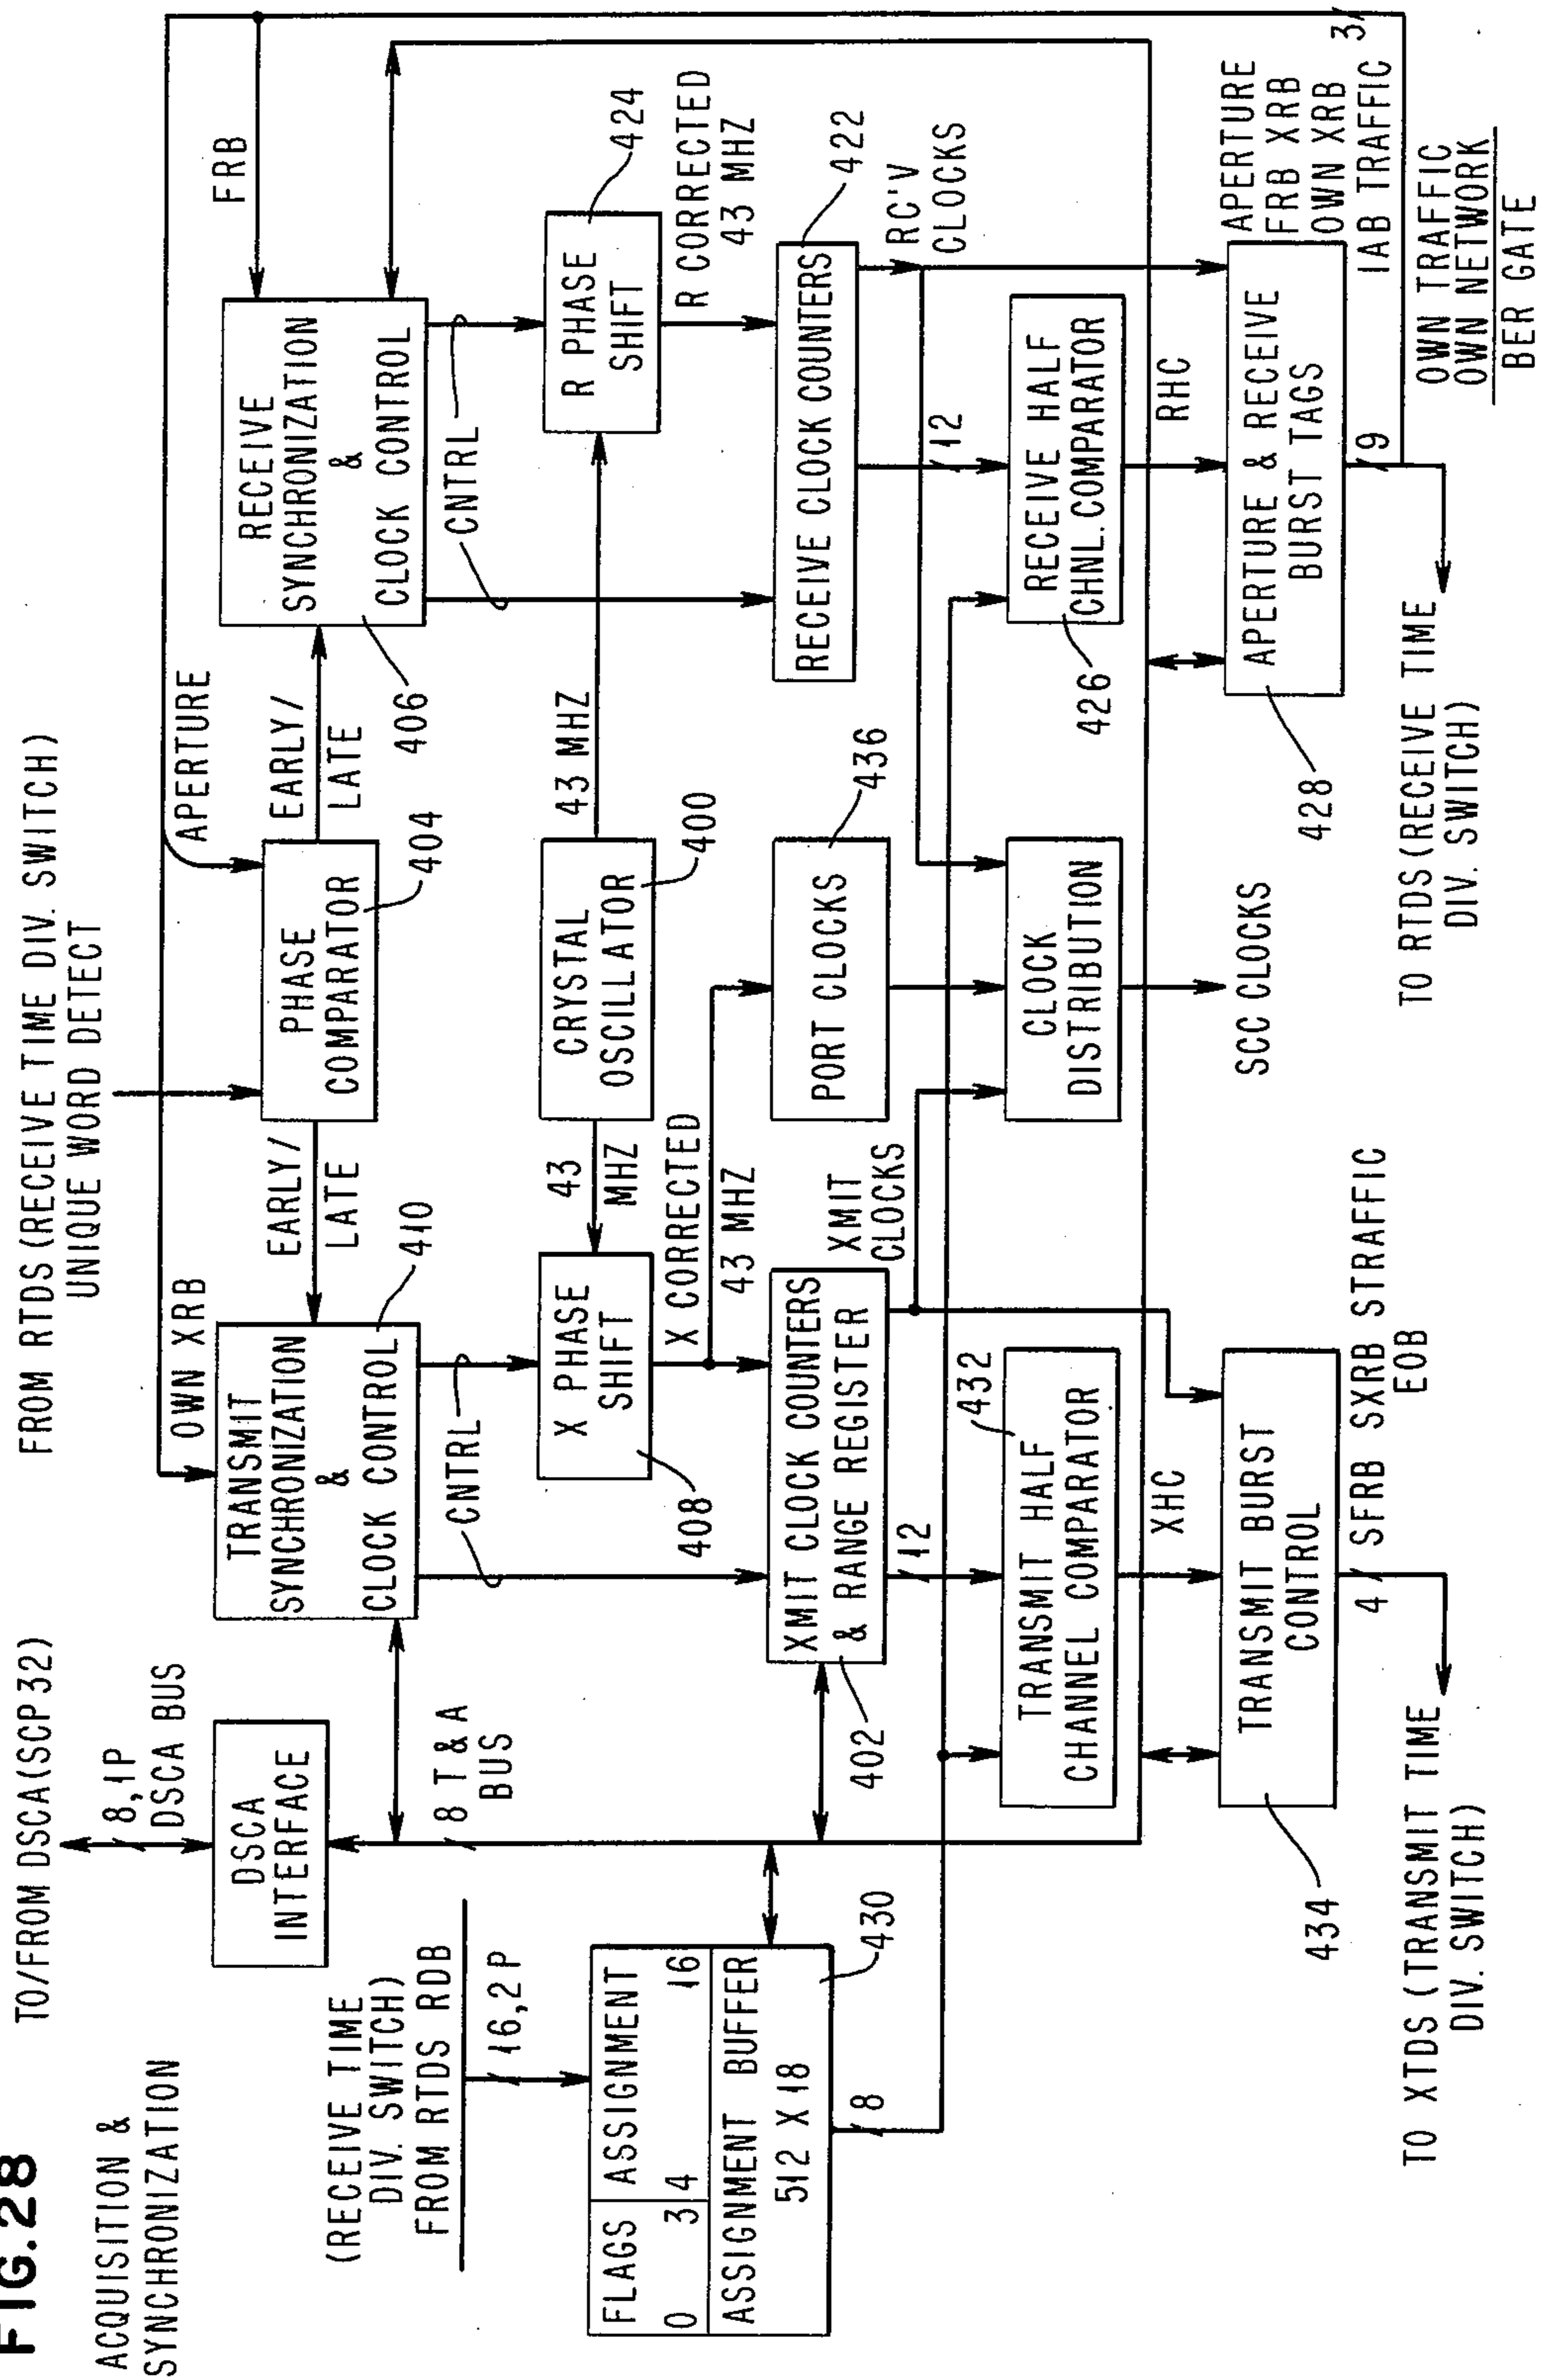 FIG.28
ACQUISITION &
SYNCHRONIZATION
TO/FROM DSCA(SCP 32)
8,1P
DSCA BUS
DSCA
INTERFACE
8 T & A
BUS
(RECEIVE TIME
DIV. SWITCH)
FROM RTDS RDB
16,2P
FLAGS
0 3
ASSIGNMENT
4 16
ASSIGNMENT BUFFER
512 X 18
430
8
FROM RTDS (RECEIVE TIME DIV. SWITCH)
UNIQUE WORD DETECT
OWN XRB
TRANSMIT
SYNCHRONIZATION
&
CLOCK CONTROL
410
EARLY/
LATE
PHASE
COMPARATOR
404
APERTURE
EARLY/
LATE
RECEIVE
SYNCHRONIZATION
&
CLOCK CONTROL
406
FRB
CNTRL
X PHASE
SHIFT
408
43
MHZ
CRYSTAL
OSCILLATOR
400
43 MHZ
CNTRL
R PHASE
SHIFT
424
X CORRECTED
43 MHZ
R CORRECTED
43 MHZ
XMIT CLOCK COUNTERS
& RANGE REGISTER
402
XMIT
CLOCKS
PORT CLOCKS
436
RECEIVE CLOCK COUNTERS
422
RC'V
CLOCKS
12
12
TRANSMIT HALF
CHANNEL COMPARATOR
432
CLOCK
DISTRIBUTION
SCC CLOCKS
RECEIVE HALF
CHNL. COMPARATOR
426
XHC
RHC
TRANSMIT BURST
CONTROL
434
4
SFRB SXRB STRAFFIC
EOB
TO XTDS (TRANSMIT TIME
DIV. SWITCH)
APERTURE & RECEIVE
BURST TAGS
428
9
3
APERTURE
FRB XRB
OWN XRB
IAB TRAFFIC
OWN TRAFFIC
OWN NETWORK
BER GATE
TO RTDS (RECEIVE TIME
DIV. SWITCH)